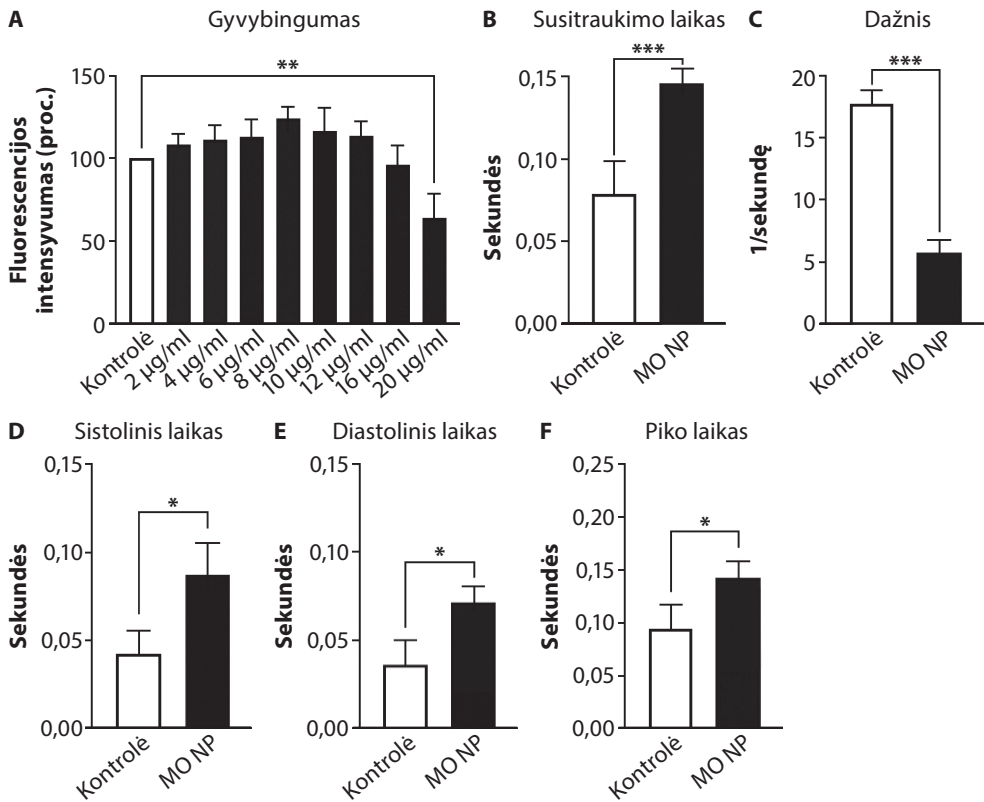 A Gyvybingumas
Fluorescencijos
intensyvumas (proc.)
150
100
50
0
**
Kontrolė
2 µg/ml
4 µg/ml
6 µg/ml
8 µg/ml
10 µg/ml
12 µg/ml
16 µg/ml
20 µg/ml
B Susitraukimo laikas
Sekundės
0,15
0,10
0,05
0,00
***
Kontrolė
MO NP
C Dažnis
1/sekundę
20
15
10
5
0
***
Kontrolė
MO NP
D Sistolinis laikas
Sekundės
0,15
0,10
0,05
0,00
*
Kontrolė
MO NP
E Diastolinis laikas
Sekundės
0,15
0,10
0,05
0,00
*
Kontrolė
MO NP
F Piko laikas
Sekundės
0,25
0,20
0,15
0,10
0,05
0,00
*
Kontrolė
MO NP